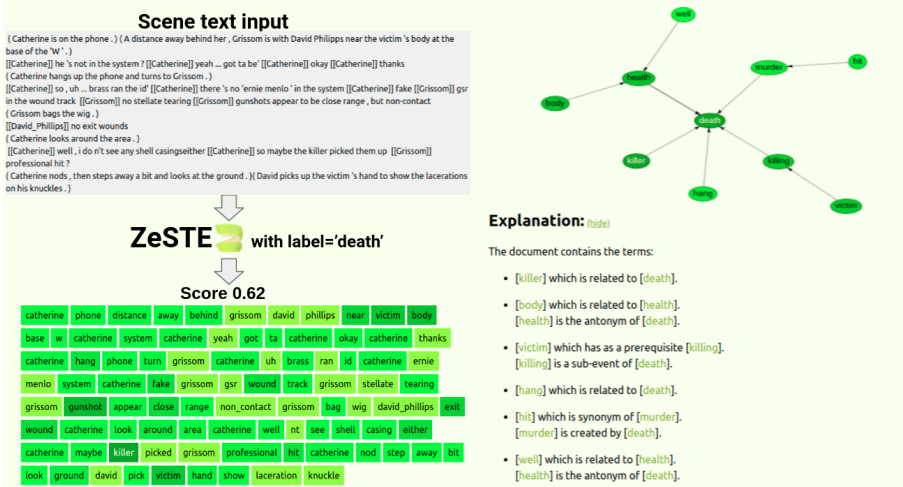 Scene text input
( Catherine is on the phone . ) ( A distance away behind her , Grissom is with David Philipps near the victim 's body at the
base of the 'W ' . )
[[Catherine]] he 's not in the system ? [[Catherine]] yeah ... got ta be' [[Catherine]] okay [[Catherine]] thanks
( Catherine hangs up the phone and turns to Grissom . )
[[Catherine]] so , uh ... brass ran the id' [[Catherine]] there 's no 'ernie menlo ' in the system [[Catherine]] fake [[Grissom]] gsr
in the wound track [[Grissom]] no stellate tearing [[Grissom]] gunshots appear to be close range , but non-contact
( Grissom bags the wig . )
[[David_Phillips]] no exit wounds
( Catherine looks around the area . )
[[Catherine]] well , i do n't see any shell casingseither [[Catherine]] so maybe the killer picked them up [[Grissom]]
professional hit ?
( Catherine nods , then steps away a bit and looks at the ground . )( David picks up the victim 's hand to show the lacerations
on his knuckles . )
ZeSTE with label='death'
Score 0.62
catherine phone distance away behind grissom david phillips near victim body
base w catherine system catherine yeah got ta catherine okay catherine thanks
catherine hang phone turn grissom catherine uh brass ran id catherine ernie
menlo system catherine fake grissom gsr wound track grissom stellate tearing
grissom gunshot appear close range non_contact grissom bag wig david_phillips exit
wound catherine look around area catherine well nt see shell casing either
catherine maybe killer picked grissom professional hit catherine nod step away bit
look ground david pick victim hand show laceration knuckle
well
murder
hit
health
body
death
killer
killing
hang
victim
Explanation: (hide)
The document contains the terms:
• [killer] which is related to [death].
• [body] which is related to [health].
[health] is the antonym of [death].
• [victim] which has as a prerequisite [killing].
[killing] is a sub-event of [death].
• [hang] which is related to [death].
• [hit] which is synonym of [murder].
[murder] is created by [death].
• [well] which is related to [health].
[health] is the antonym of [death].